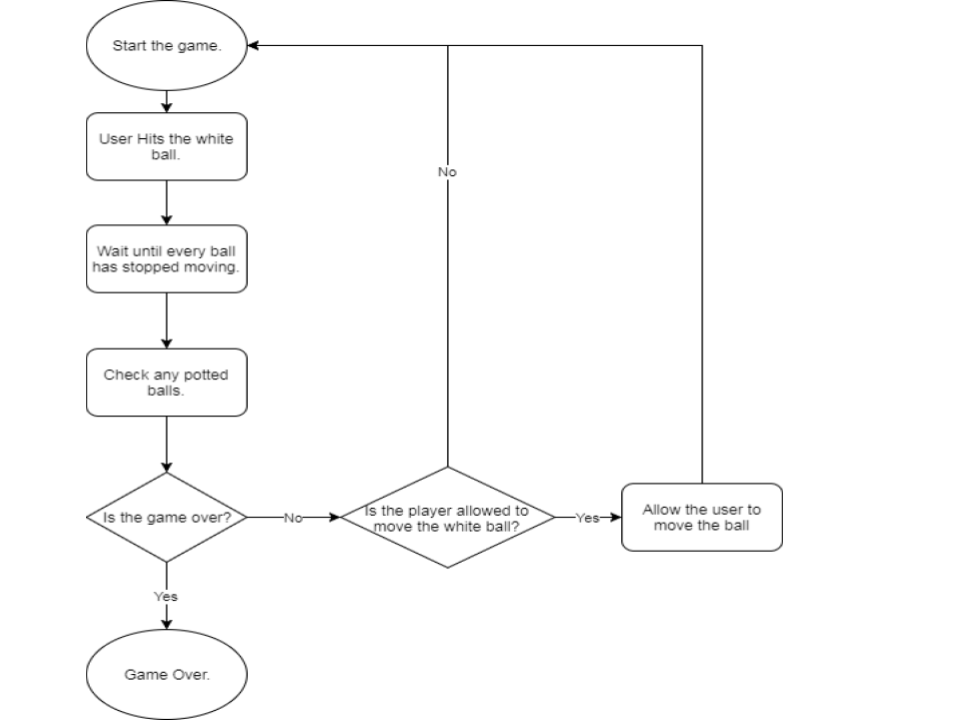 Start the game.
User Hits the white
ball.
No
Wait until every ball
has stopped moving.
Check any potted
balls.
Is the game over?
No
Is the player allowed to
move the white ball?
Yes
Allow the user to
move the ball
Yes
Game Over.